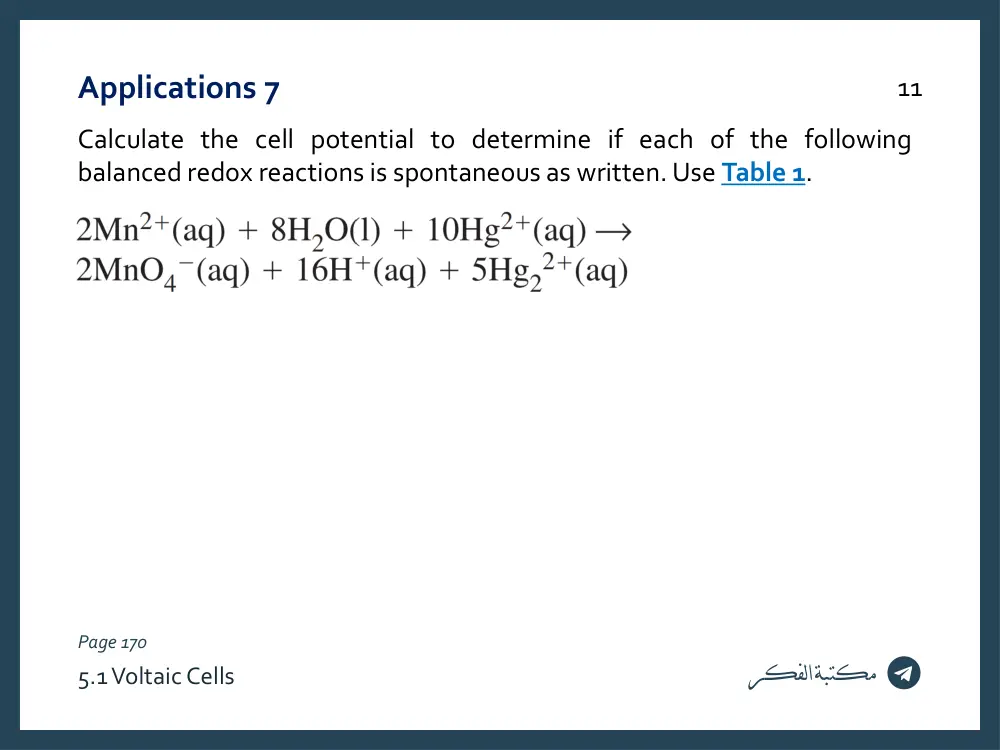 Applications 7
11
Calculate the cell potential to determine if each of the following
balanced redox reactions is spontaneous as written. Use Table 1.
2Mn²⁺(aq) + 8H₂O(l) + 10Hg²⁺(aq) ⟶
2MnO₄⁻(aq) + 16H⁺(aq) + 5Hg₂²⁺(aq)
Page 170
5.1 Voltaic Cells
مكتبة الفكر